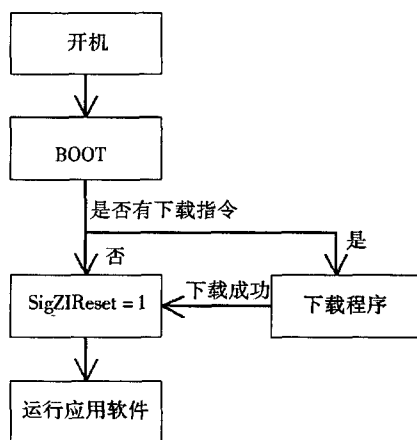 开机
BOOT
是否有下载指令
否
是
SigZIReset = 1
下载成功
下载程序
运行应用软件